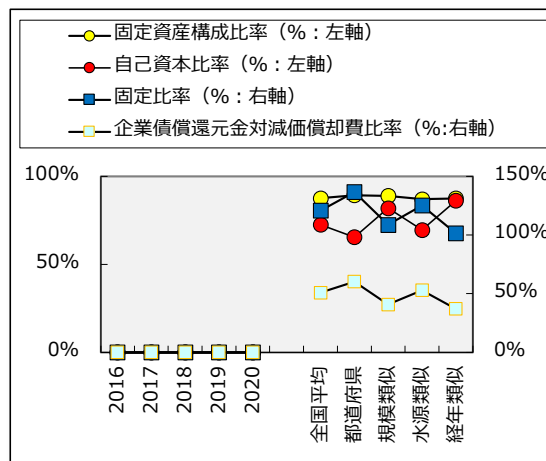 固定資産構成比率（%：左軸）
自己資本比率（%：左軸）
固定比率（%：右軸）
企業債償還元金対減価償却費比率（%:右軸）
100%
50%
0%
150%
100%
50%
0%
2016
2017
2018
2019
2020
全国平均
都道府県
規模類似
水源類似
経年類似